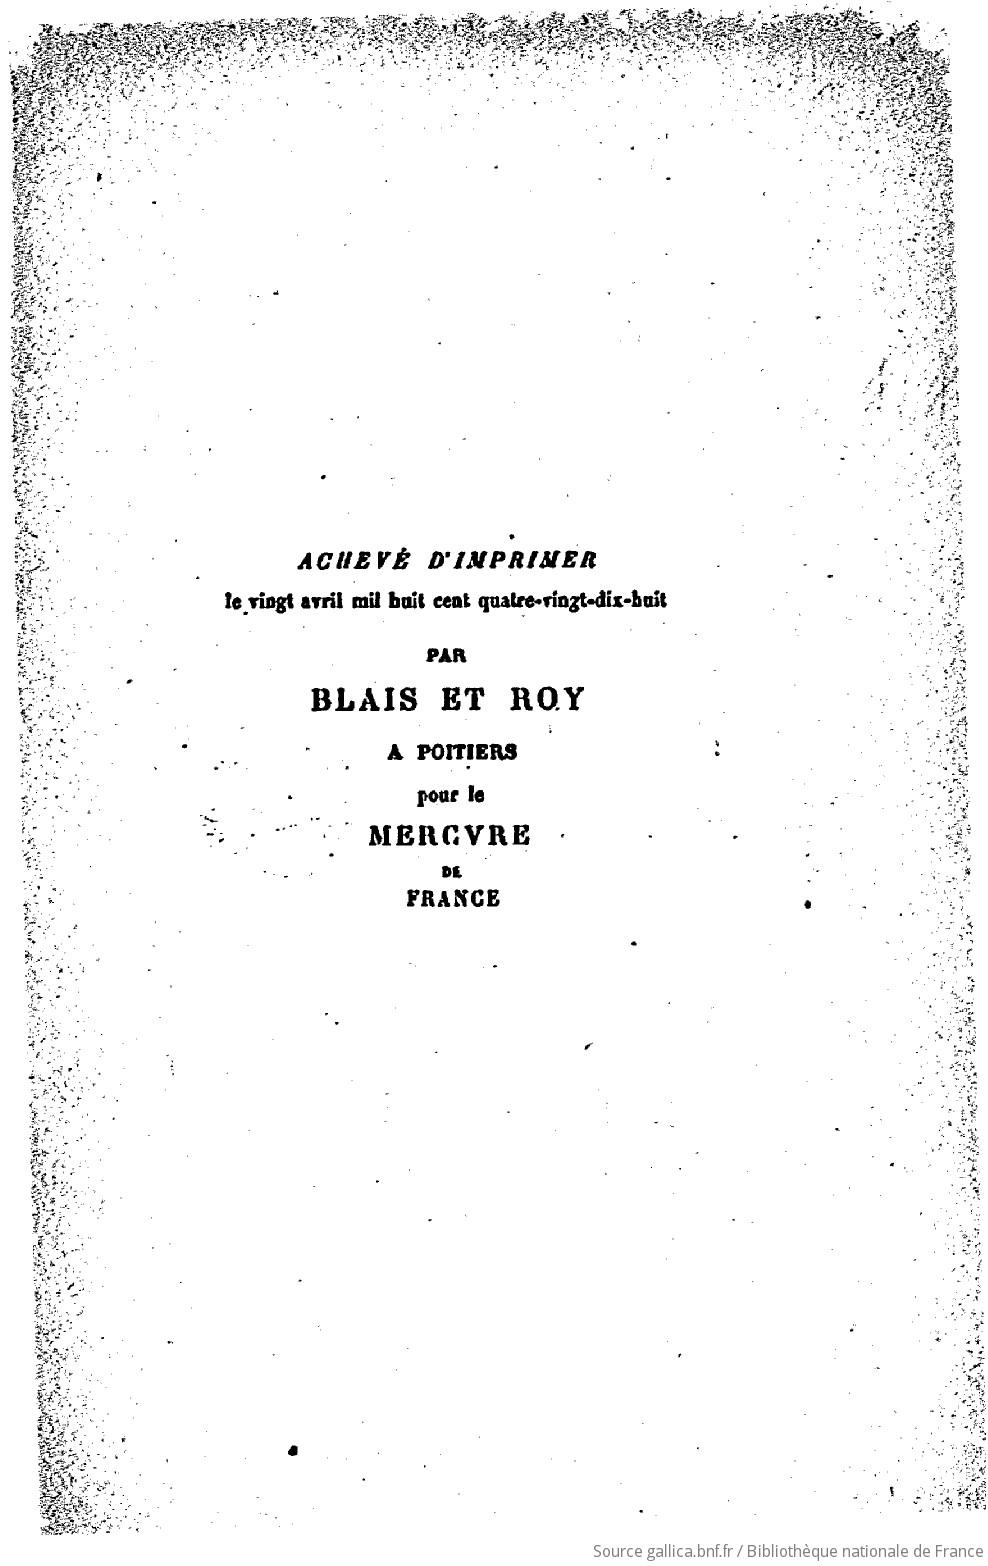 ACHEVÉ D'IMPRIMER
le vingt avril mil huit cent quatre-vingt-dix-huit
PAR
BLAIS ET ROY
A POITIERS
pour le
MERCVRE
DE
FRANCE
Source gallica.bnf.fr / Bibliothèque nationale de France